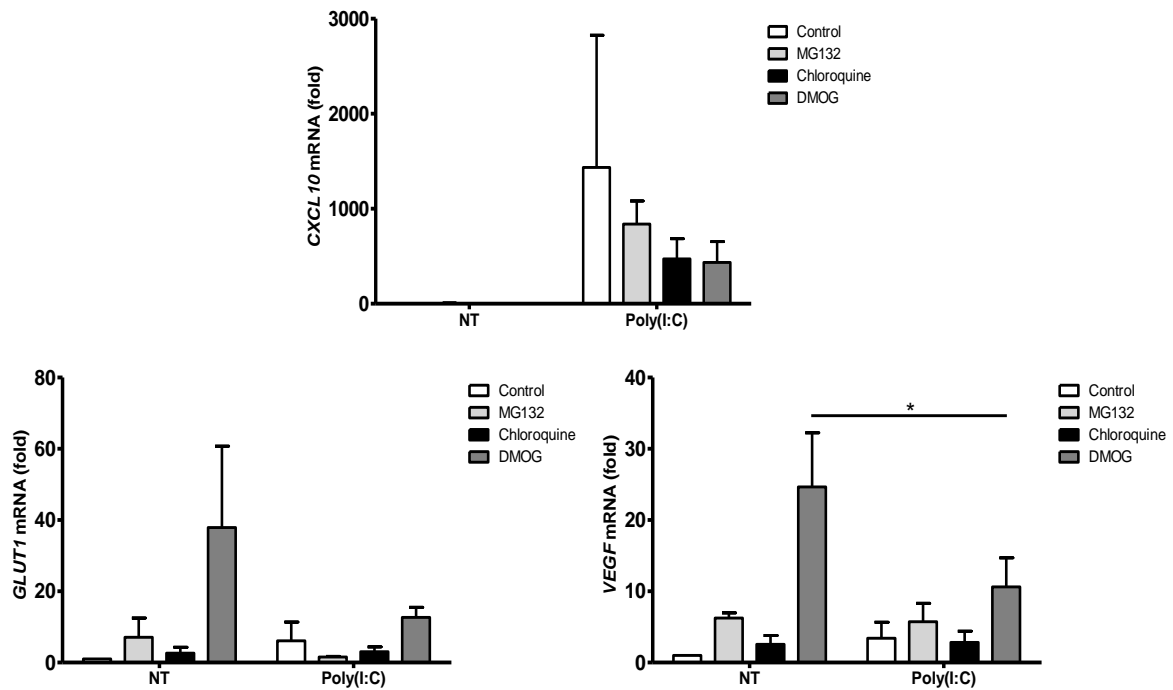 CXCL10 mRNA (fold)
3000
2000
1000
0
NT
Poly(I:C)
Control
MG132
Chloroquine
DMOG
GLUT1 mRNA (fold)
80
60
40
20
0
NT
Poly(I:C)
Control
MG132
Chloroquine
DMOG
VEGF mRNA (fold)
40
30
20
10
0
*
NT
Poly(I:C)
Control
MG132
Chloroquine
DMOG